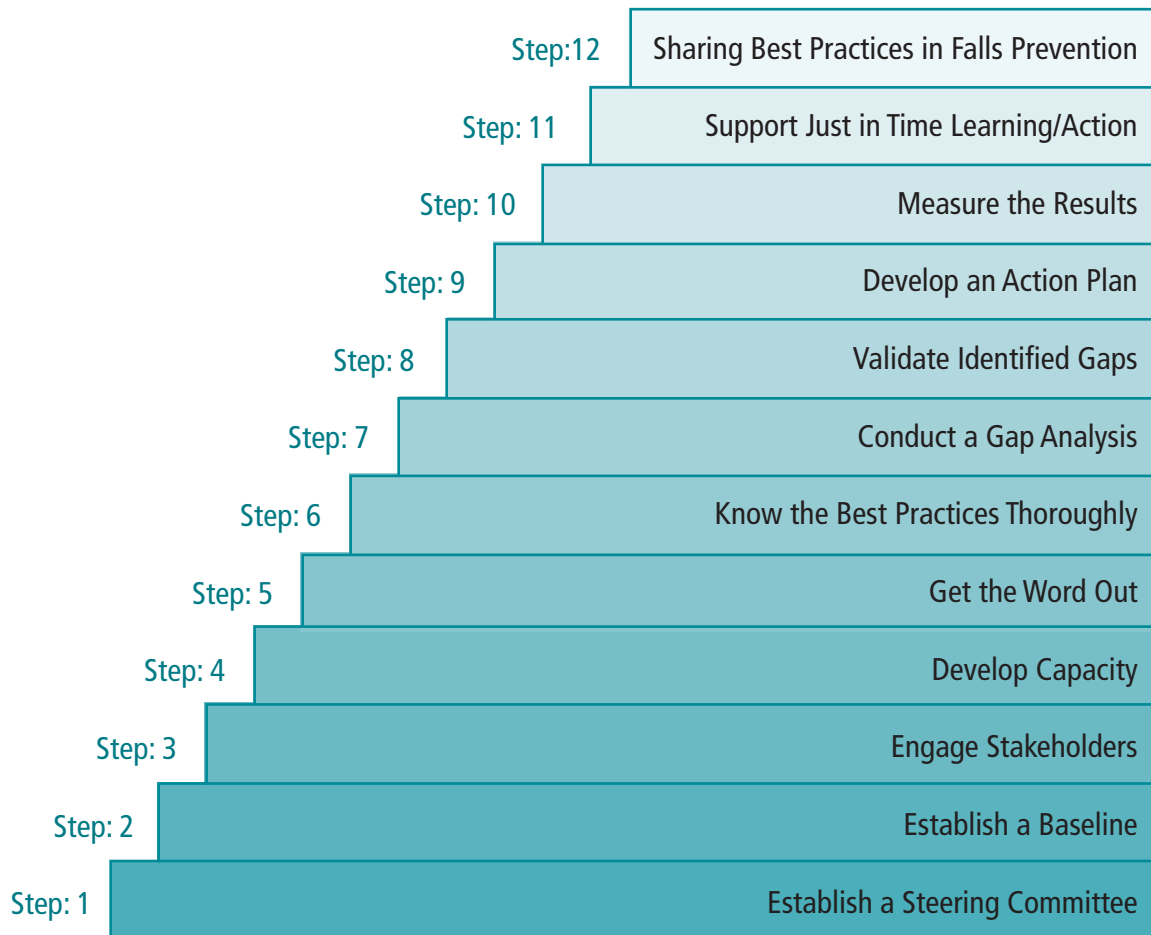 Step:12 Sharing Best Practices in Falls Prevention
Step: 11 Support Just in Time Learning/Action
Step: 10 Measure the Results
Step: 9 Develop an Action Plan
Step: 8 Validate Identified Gaps
Step: 7 Conduct a Gap Analysis
Step: 6 Know the Best Practices Thoroughly
Step: 5 Get the Word Out
Step: 4 Develop Capacity
Step: 3 Engage Stakeholders
Step: 2 Establish a Baseline
Step: 1 Establish a Steering Committee